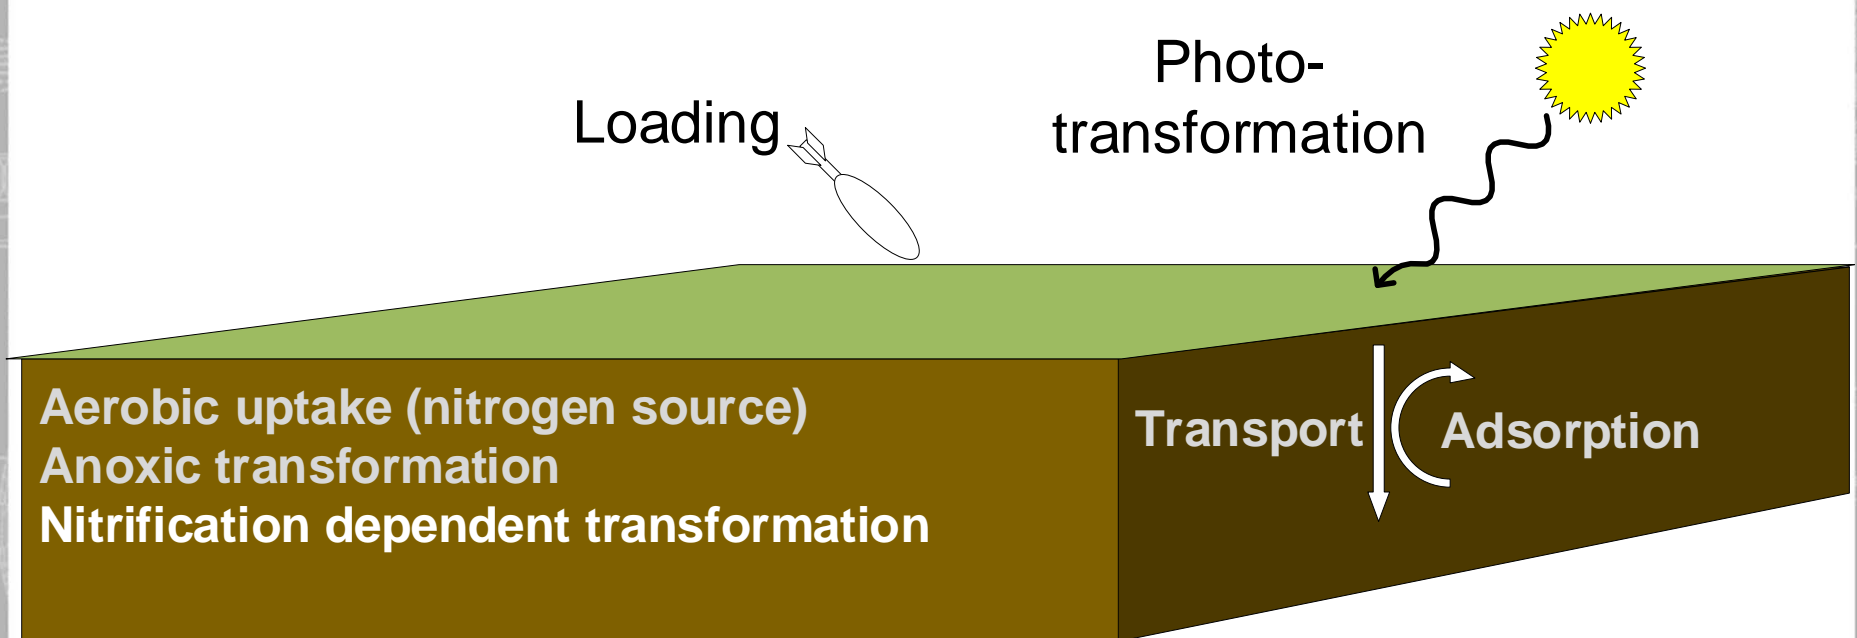 Loading
Photo-
transformation
Aerobic uptake (nitrogen source)
Anoxic transformation
Nitrification dependent transformation
Transport
Adsorption